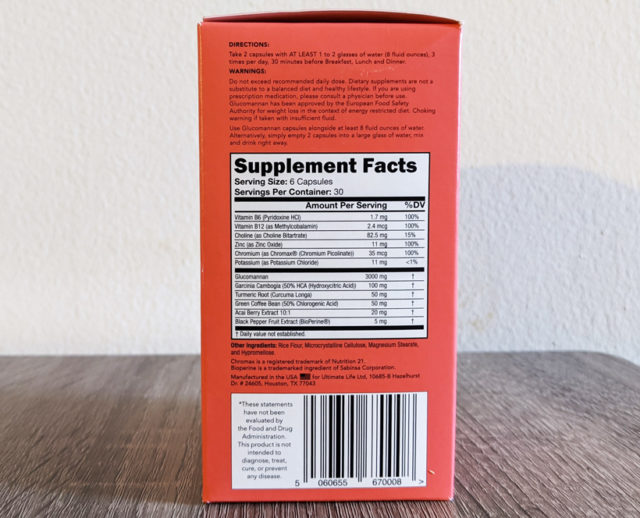 DIRECTIONS:
Take 2 capsules with AT LEAST 1 to 2 glasses of water (8 fluid ounces), 3
times per day, 30 minutes before Breakfast, Lunch and Dinner.
WARNINGS:
Do not exceed recommended daily dose. Dietary supplements are not a
substitute to a balanced diet and healthy lifestyle. If you are using
prescription medication, please consult a physician before use.
Glucomannan has been approved by the European Food Safety
Authority for weight loss in the context of energy restricted diet. Choking
warning if taken with insufficient fluid.
Use Glucomannan capsules alongside at least 8 fluid ounces of water.
Alternatively, simply empty 2 capsules into a large glass of water, mix
and drink right away.
Supplement Facts
Serving Size: 6 Capsules
Servings Per Container: 30
Amount Per Serving %DV
Vitamin B6 (Pyridoxine HCl) 1.7 mg 100%
Vitamin B12 (as Methylcobalamin) 2.4 mcg 100%
Choline (as Choline Bitartrate) 82.5 mg 15%
Zinc (as Zinc Oxide) 11 mg 100%
Chromium (as Chromax® (Chromium Picolinate)) 35 mcg 100%
Potassium (as Potassium Chloride) 11 mg <1%
Glucomannan 3000 mg †
Garcinia Cambogia (50% HCA (Hydroxycitric Acid)) 100 mg †
Turmeric Root (Curcuma Longa) 50 mg †
Green Coffee Bean (50% Chlorogenic Acid) 50 mg †
Acai Berry Extract 10:1 20 mg †
Black Pepper Fruit Extract (BioPerine®) 5 mg †
† Daily value not established.
Other Ingredients: Rice Flour, Microcrystalline Cellulose, Magnesium Stearate,
and Hypromellose.
Chromax is a registered trademark of Nutrition 21.
Bioperine is a trademarked ingredient of Sabinsa Corporation.
Manufactured in the USA for Ultimate Life Ltd, 10685-B Hazelhurst
Dr. # 24605, Houston, TX 77043
*These statements
have not been
evaluated by
the Food and Drug
Administration.
This product is not
intended to
diagnose, treat,
cure, or prevent
any disease.
5 060655 670008 >